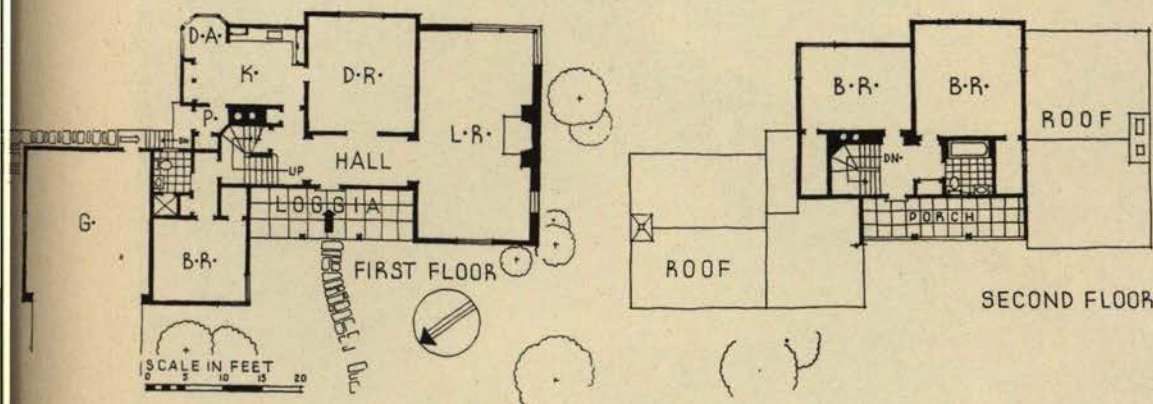 D·A·
K·
D·R·
L·R·
P·
DN
UP
HALL
LOGGIA
G·
B·R·
FIRST FLOOR
SCALE IN FEET
0 5 10 15 20
B·R·
B·R·
ROOF
DN·
PORCH
ROOF
SECOND FLOOR